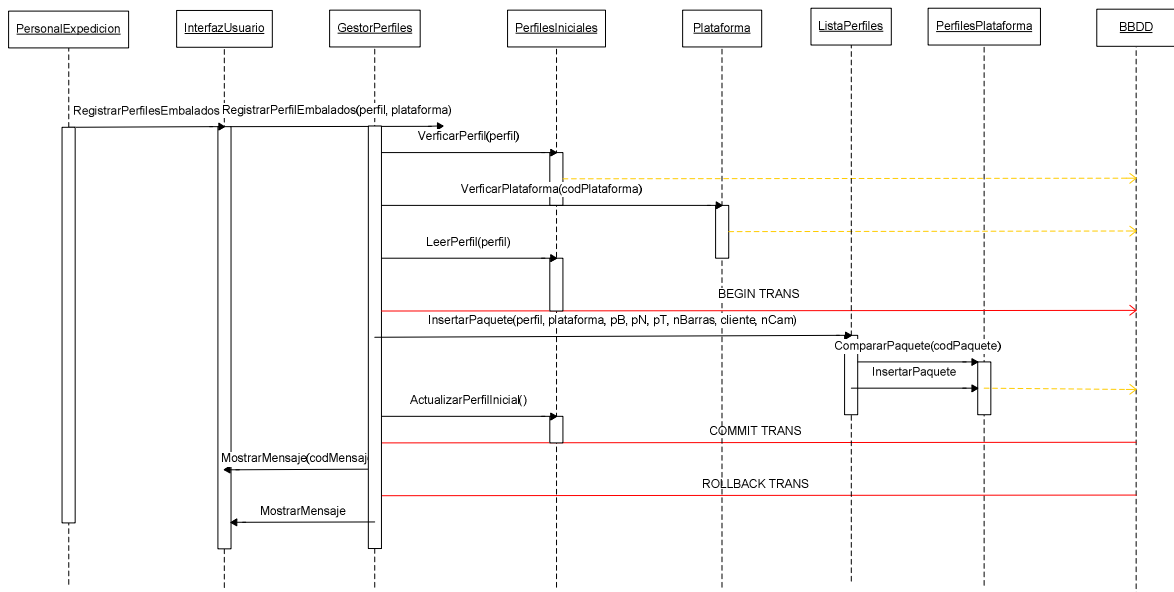 PersonalExpedicion
InterfazUsuario
GestorPerfiles
PerfilesIniciales
Plataforma
ListaPerfiles
PerfilesPlataforma
BBDD
RegistrarPerfilesEmbalados
RegistrarPerfilEmbalados(perfil, plataforma)
VerficarPerfil(perfil)
VerficarPlataforma(codPlataforma)
LeerPerfil(perfil)
BEGIN TRANS
InsertarPaquete(perfil, plataforma, pB, pN, pT, nBarras, cliente, nCam)
CompararPaquete(codPaquete)
InsertarPaquete
ActualizarPerfilInicial()
COMMIT TRANS
MostrarMensaje(codMensaje
ROLLBACK TRANS
MostrarMensaje